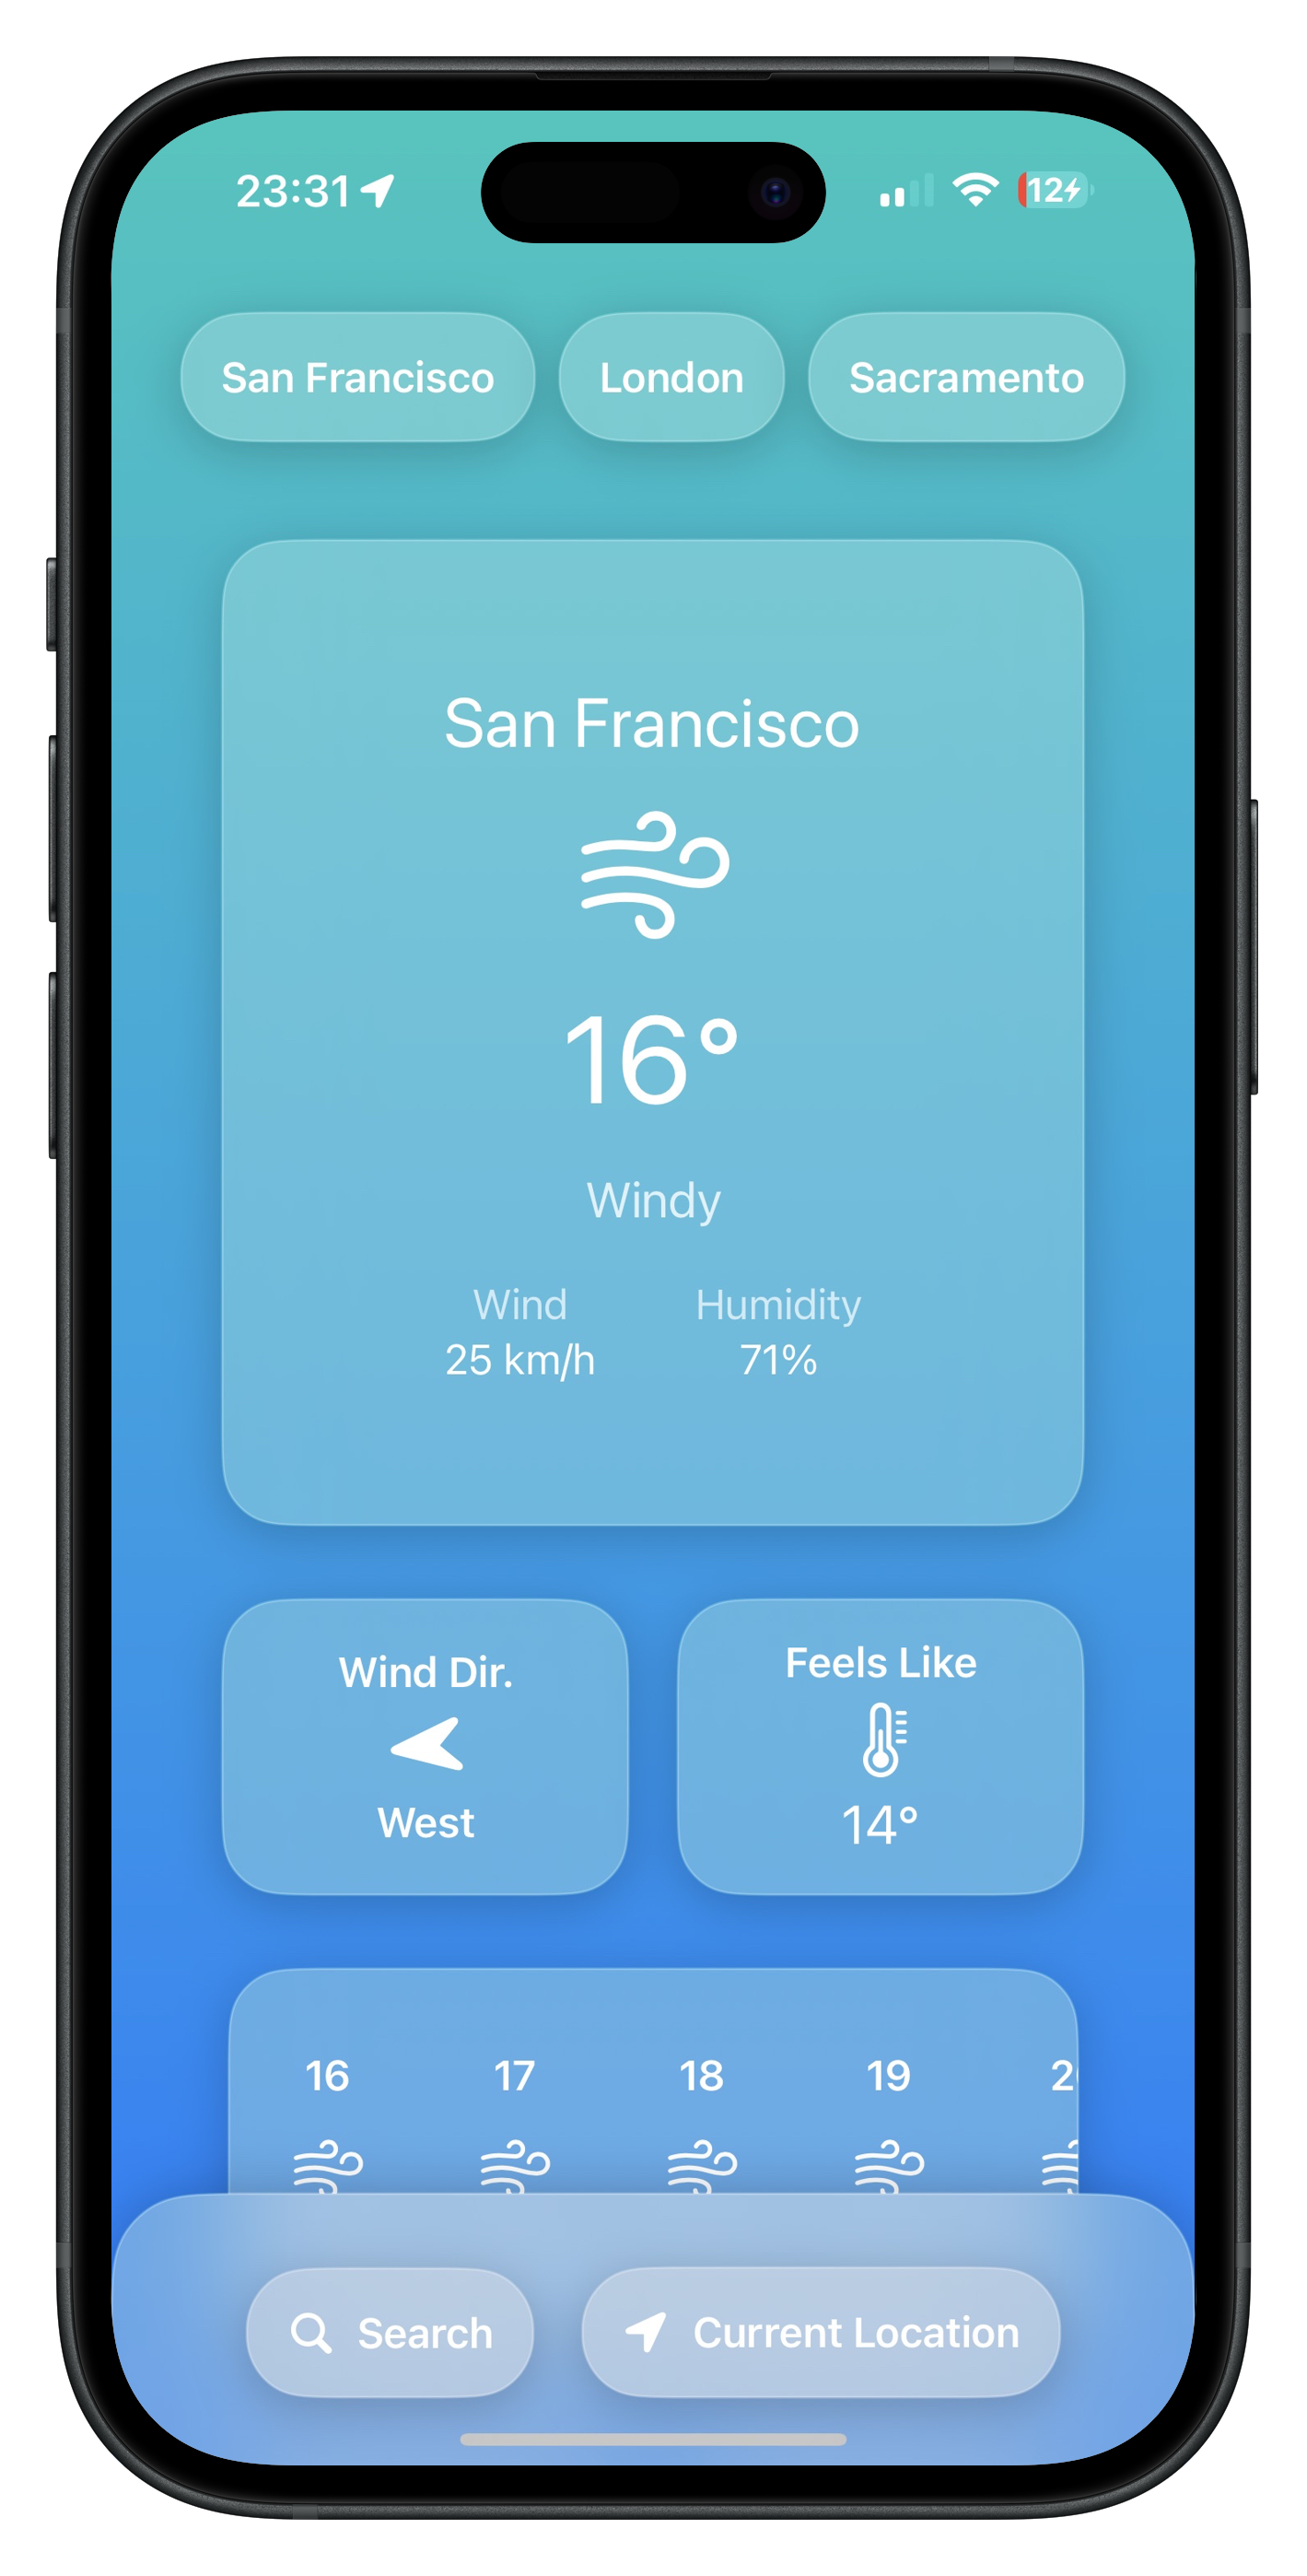 23:31 12
San Francisco London Sacramento
San Francisco
16°
Windy
Wind Humidity
25 km/h 71%
Wind Dir. Feels Like
West 14°
16 17 18 19
Search Current Location